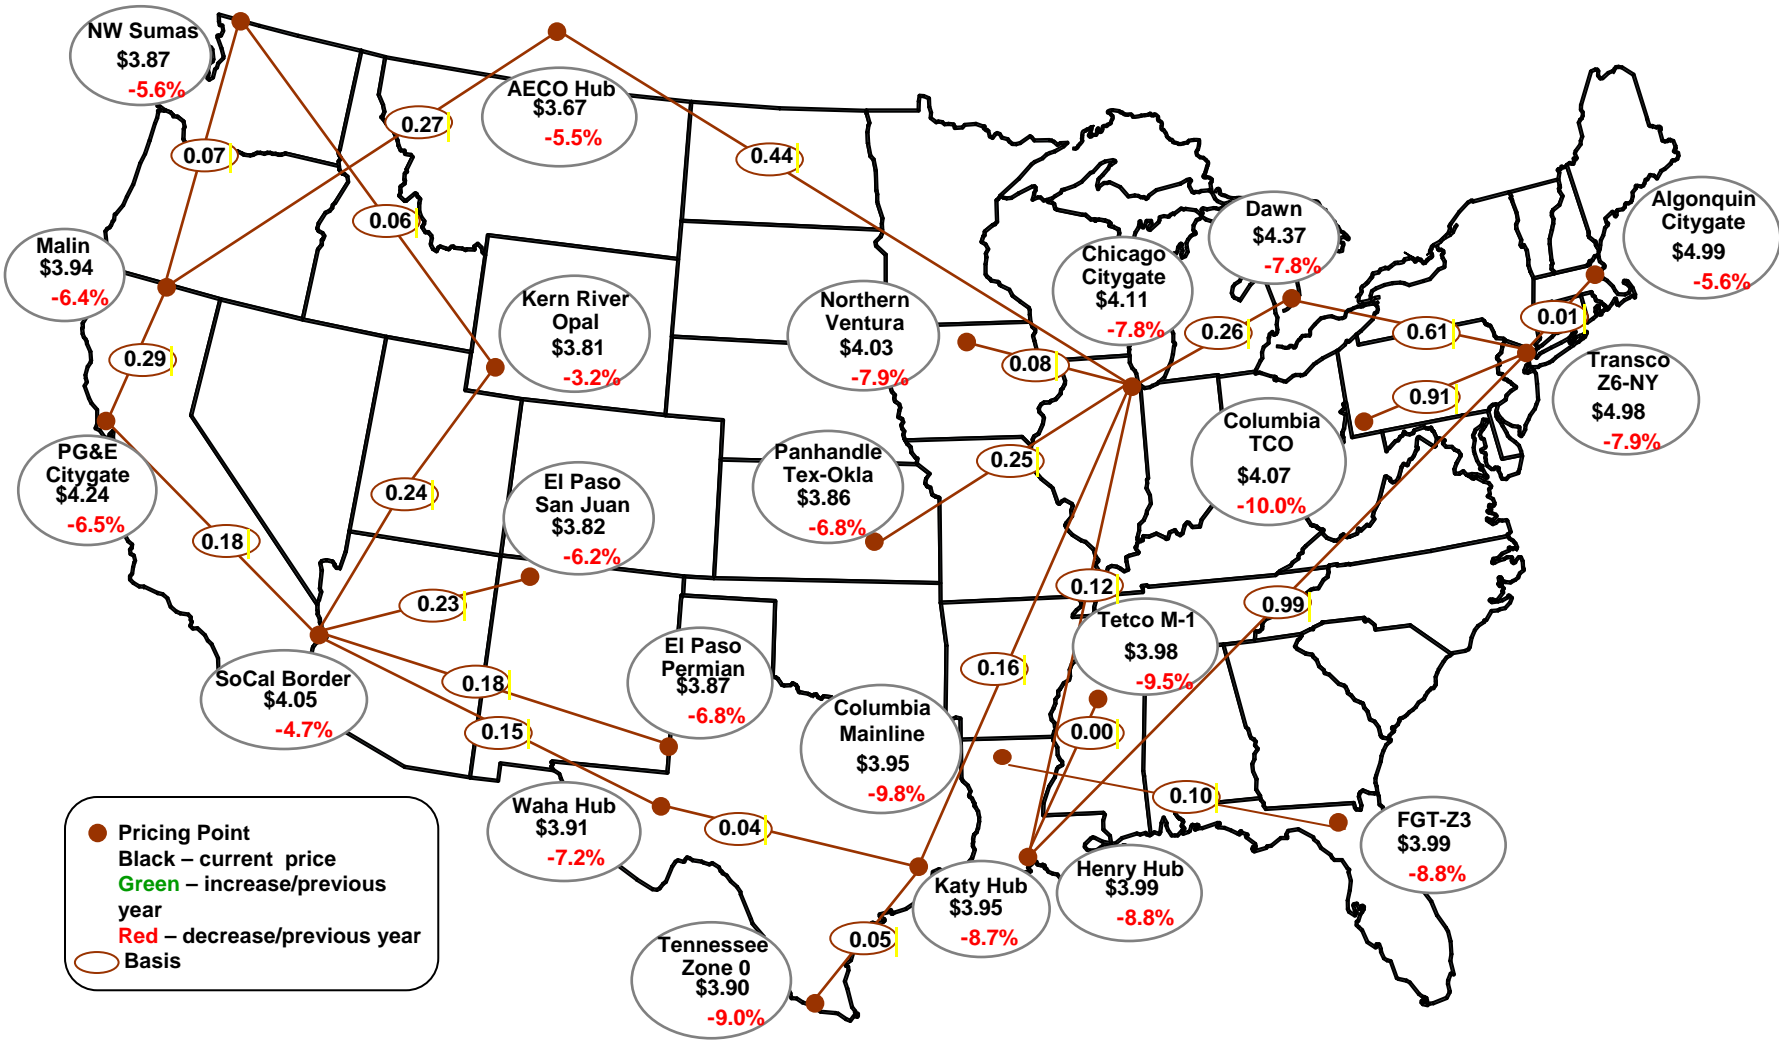 NW Sumas
$3.87
-5.6%
AECO Hub
$3.67
-5.5%
0.27
0.44
0.07
0.06
Malin
$3.94
-6.4%
Kern River
Opal
$3.81
-3.2%
Northern
Ventura
$4.03
-7.9%
Chicago
Citygate
$4.11
-7.8%
Dawn
$4.37
-7.8%
Algonquin
Citygate
$4.99
-5.6%
0.29
0.08
0.26
0.61
0.01
0.91
Transco
Z6-NY
$4.98
-7.9%
PG&E
Citygate
$4.24
-6.5%
0.24
0.18
El Paso
San Juan
$3.82
-6.2%
Panhandle
Tex-Okla
$3.86
-6.8%
0.25
Columbia
TCO
$4.07
-10.0%
0.23
0.12
0.99
Tetco M-1
$3.98
-9.5%
SoCal Border
$4.05
-4.7%
0.18
0.15
El Paso
Permian
$3.87
-6.8%
0.16
Columbia
Mainline
$3.95
-9.8%
0.00
0.10
Waha Hub
$3.91
-7.2%
0.04
FGT-Z3
$3.99
-8.8%
Katy Hub
$3.95
-8.7%
Henry Hub
$3.99
-8.8%
0.05
Tennessee
Zone 0
$3.90
-9.0%
Pricing Point
Black – current price
Green – increase/previous
year
Red – decrease/previous year
Basis